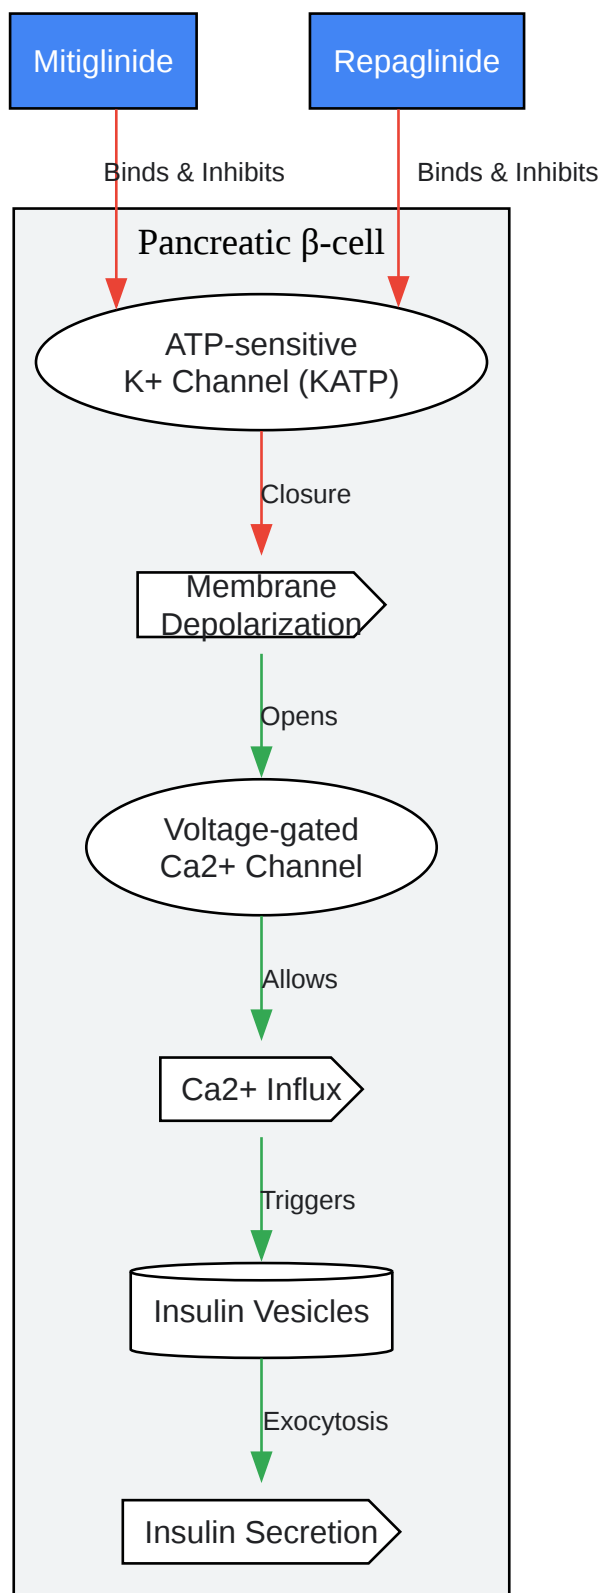 Mitiglinide
Repaglinide
Binds & Inhibits
Binds & Inhibits
Pancreatic β-cell
ATP-sensitive
K+ Channel (KATP)
Closure
Membrane
Depolarization
Opens
Voltage-gated
Ca2+ Channel
Allows
Ca2+ Influx
Triggers
Insulin Vesicles
Exocytosis
Insulin Secretion